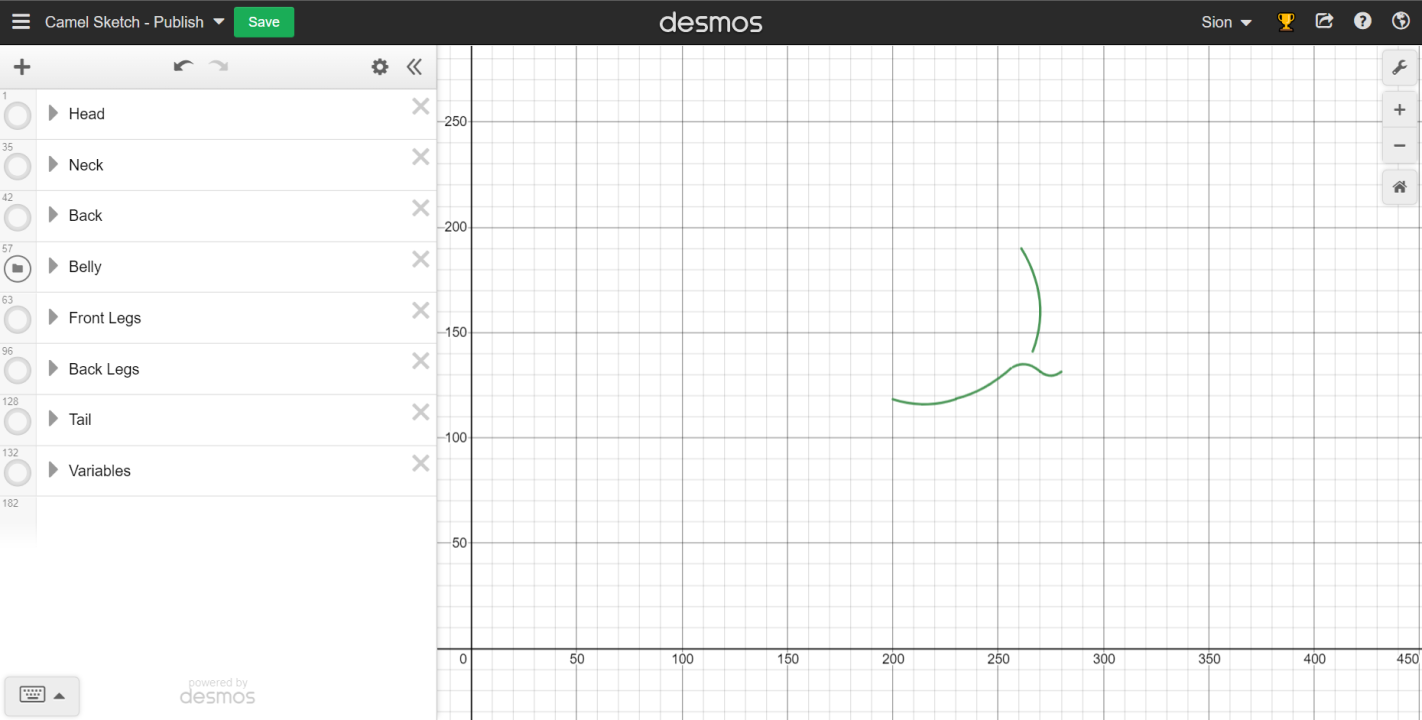 Camel Sketch - Publish Save desmos Sion
1 Head
35 Neck
42 Back
57 Belly
63 Front Legs
96 Back Legs
128 Tail
132 Variables
182
powered by
desmos
250
200
150
100
50
0 50 100 150 200 250 300 350 400 450